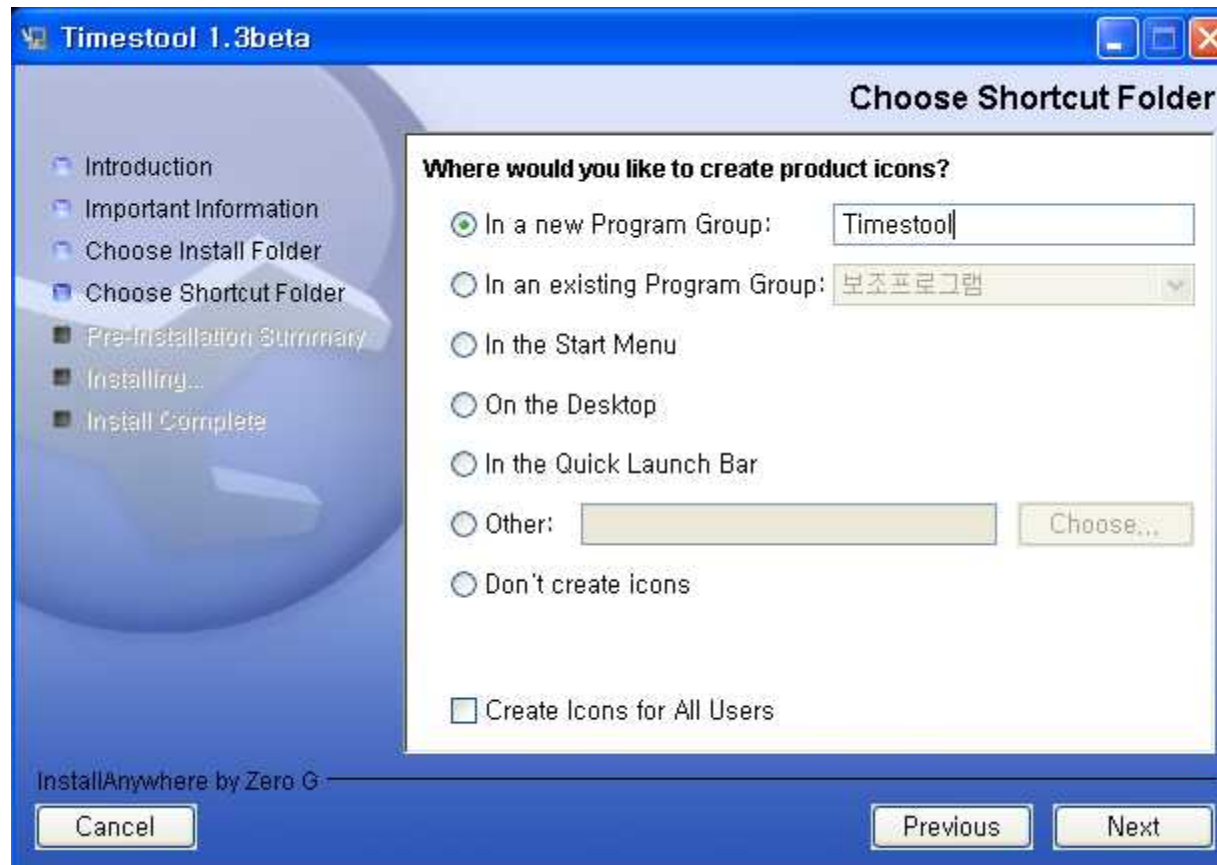 Timestool 1.3beta
Choose Shortcut Folder
Introduction
Important Information
Choose Install Folder
Choose Shortcut Folder
Pre-Installation Summary
Installing...
Install Complete
Where would you like to create product icons?
In a new Program Group: Timestool
In an existing Program Group: 보조프로그램
In the Start Menu
On the Desktop
In the Quick Launch Bar
Other: Choose...
Don't create icons
Create Icons for All Users
InstallAnywhere by Zero G
Cancel Previous Next